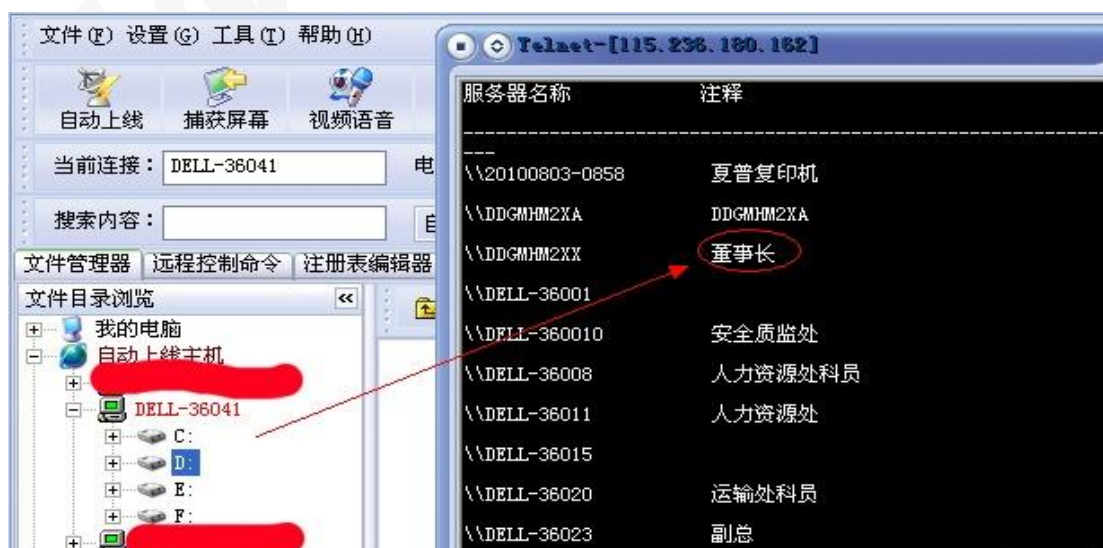 文件(F) 设置(G) 工具(T) 帮助(H)
自动上线 捕获屏幕 视频语音
当前连接： DELL-36041 电
搜索内容： 自
文件管理器 远程控制命令 注册表编辑器
文件目录浏览 «
我的电脑
自动上线主机
DELL-36041
C:
D:
E:
F:
Telnet-[115.236.180.162]
服务器名称 注释
\\20100803-0858 夏普复印机
\\DDGMHM2XA DDGMHM2XA
\\DDGMHM2XX 董事长
\\DELL-36001
\\DELL-360010 安全质监处
\\DELL-36008 人力资源处科员
\\DELL-36011 人力资源处
\\DELL-36015
\\DELL-36020 运输处科员
\\DELL-36023 副总